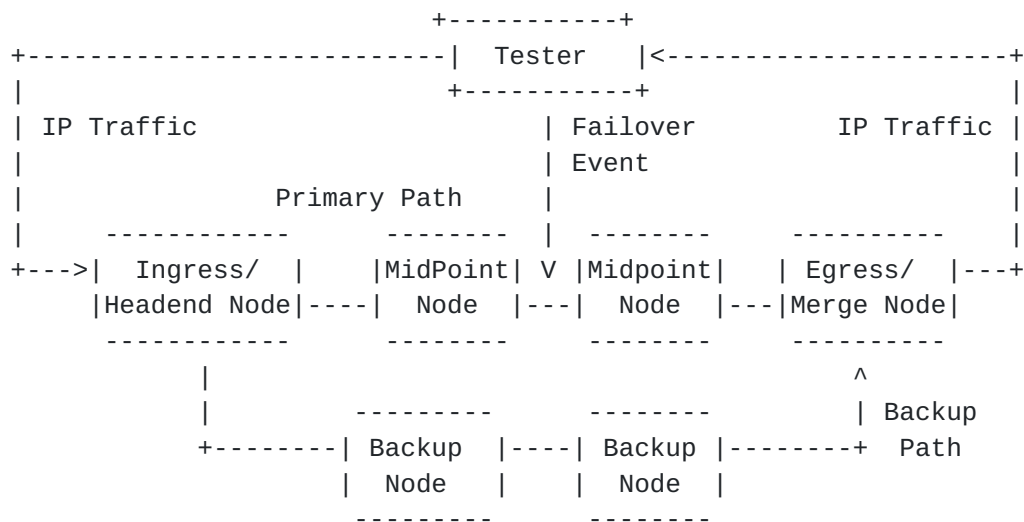 Tester
IP Traffic Failover IP Traffic
Event
Primary Path
Ingress/ MidPoint V Midpoint Egress/
Headend Node Node Node Merge Node
Backup
Backup Backup Path
Node Node